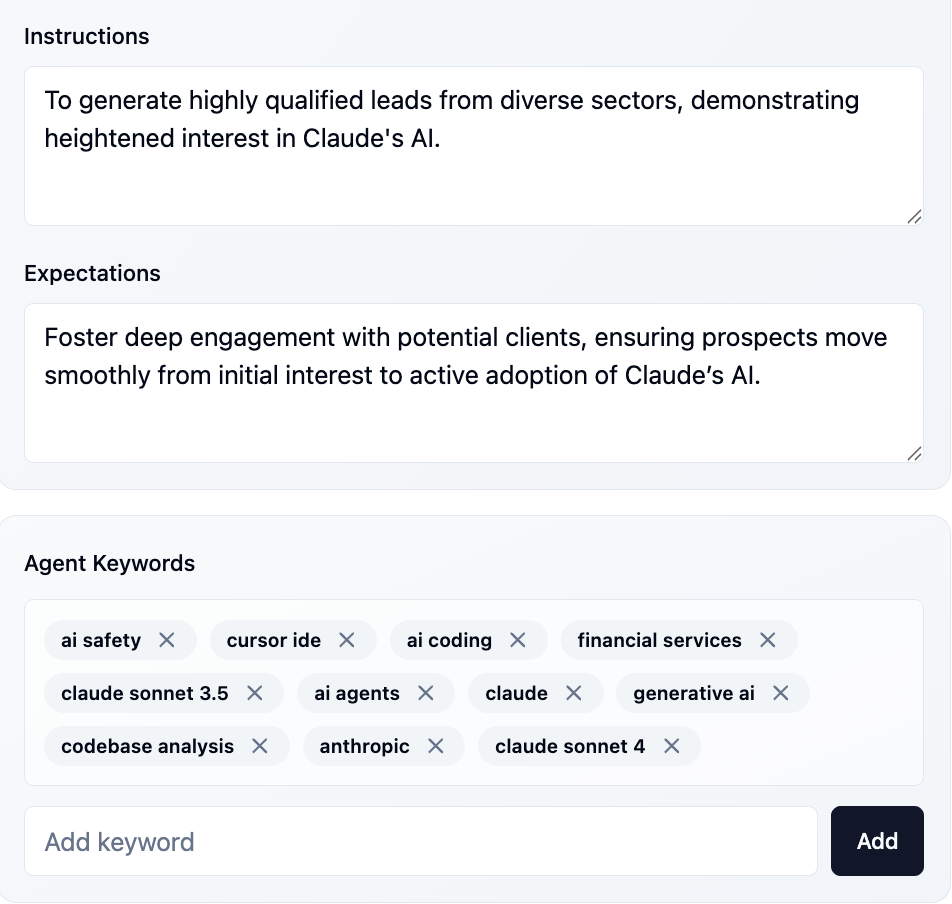 Instructions
To generate highly qualified leads from diverse sectors, demonstrating
heightened interest in Claude's AI.
Expectations
Foster deep engagement with potential clients, ensuring prospects move
smoothly from initial interest to active adoption of Claude’s AI.
Agent Keywords
ai safety cursor ide ai coding financial services
claude sonnet 3.5 ai agents claude generative ai
codebase analysis anthropic claude sonnet 4
Add keyword Add